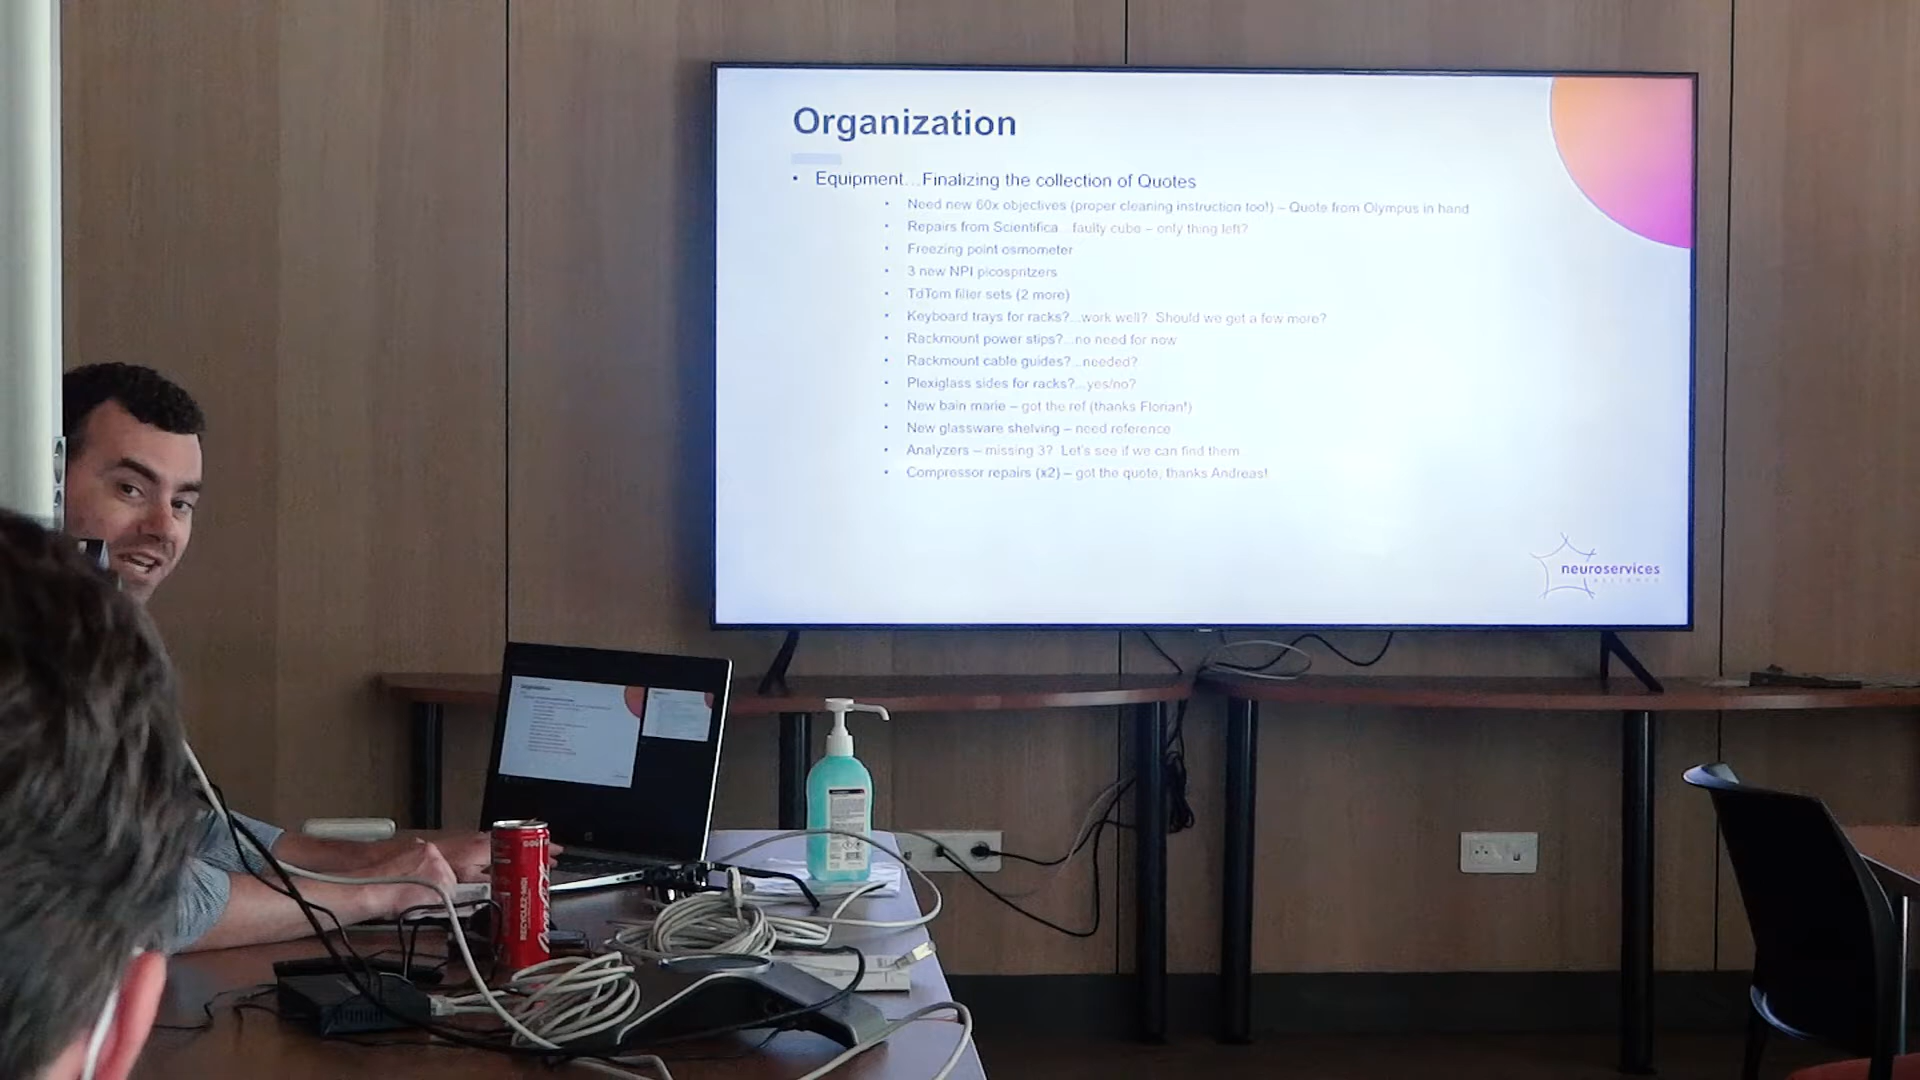 Organization
• Equipment...Finalizing the collection of Quotes
• Need new 60x objectives (proper cleaning instruction too!) – Quote from Olympus in hand
• Repairs from Scientifica...faulty cube – only thing left?
• Freezing point osmometer
• 3 new NPI picospritzers
• TdTom filter sets (2 more)
• Keyboard trays for racks?...work well? Should we get a few more?
• Rackmount power stips?...no need for now
• Rackmount cable guides?...needed?
• Plexiglass sides for racks?...yes/no?
• New bain marie – got the ref (thanks Florian!)
• New glassware shelving – need reference
• Analyzers – missing 3? Let's see if we can find them
• Compressor repairs (x2) – got the quote, thanks Andreas!
neuroservices
ALLIANCE
Organization
RECYCLEZ-MOI